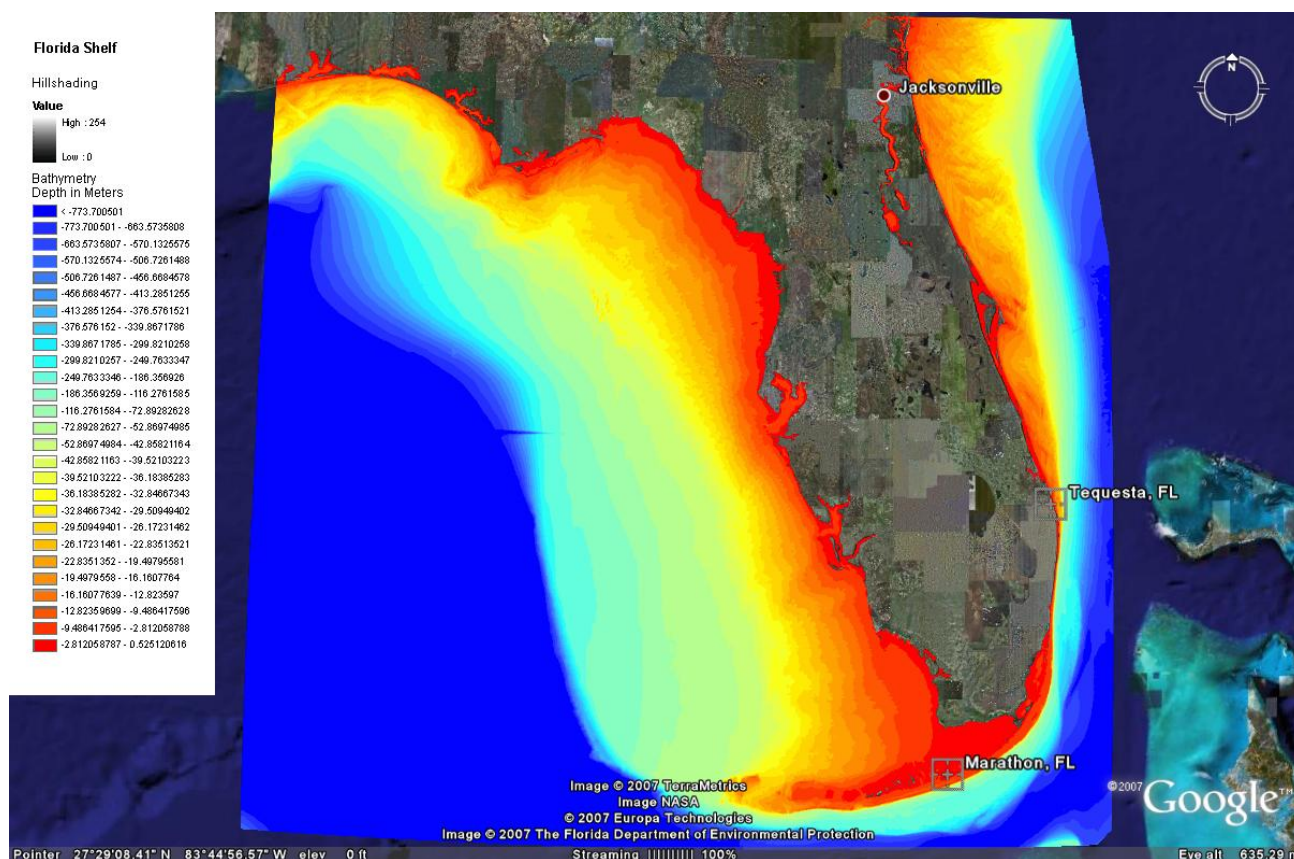 Florida Shelf
Hillshading
Value
High : 254
Low : 0
Bathymetry
Depth in Meters
< -773.700501
-773.700501 - -663.5735808
-663.5735807 - -570.1132575
-570.1132574 - -506.7261488
-506.7261487 - -456.6684578
-456.6684577 - -413.2851255
-413.2851254 - -376.5761521
-376.576152 - -339.8671786
-339.8671785 - -299.8210258
-299.8210257 - -249.7633347
-249.7633346 - -186.356926
-186.3569259 - -116.2761585
-116.2761584 - -72.89282628
-72.89282627 - -52.86974985
-52.86974984 - -42.85821164
-42.85821163 - -39.52103223
-39.52103222 - -36.18385283
-36.18385282 - -32.84667343
-32.84667342 - -29.50949402
-29.50949401 - -26.17231462
-26.17231461 - -22.83513521
-22.8351352 - -19.49795581
-19.4979558 - -16.1607764
-16.16077639 - -12.823597
-12.82359699 - -9.486417596
-9.486417595 - -2.812058788
-2.812058787 - 0.525120616
N
Jacksonville
Tequesta, FL
Marathon, FL
Image © 2007 TerraMetrics
Image NASA
© 2007 Europa Technologies
Image © 2007 The Florida Department of Environmental Protection
©2007 Google™
Pointer 27°29'08.41" N 83°44'56.57" W elev 0 ft Streaming |||||||||| 100% Eye alt 635.29